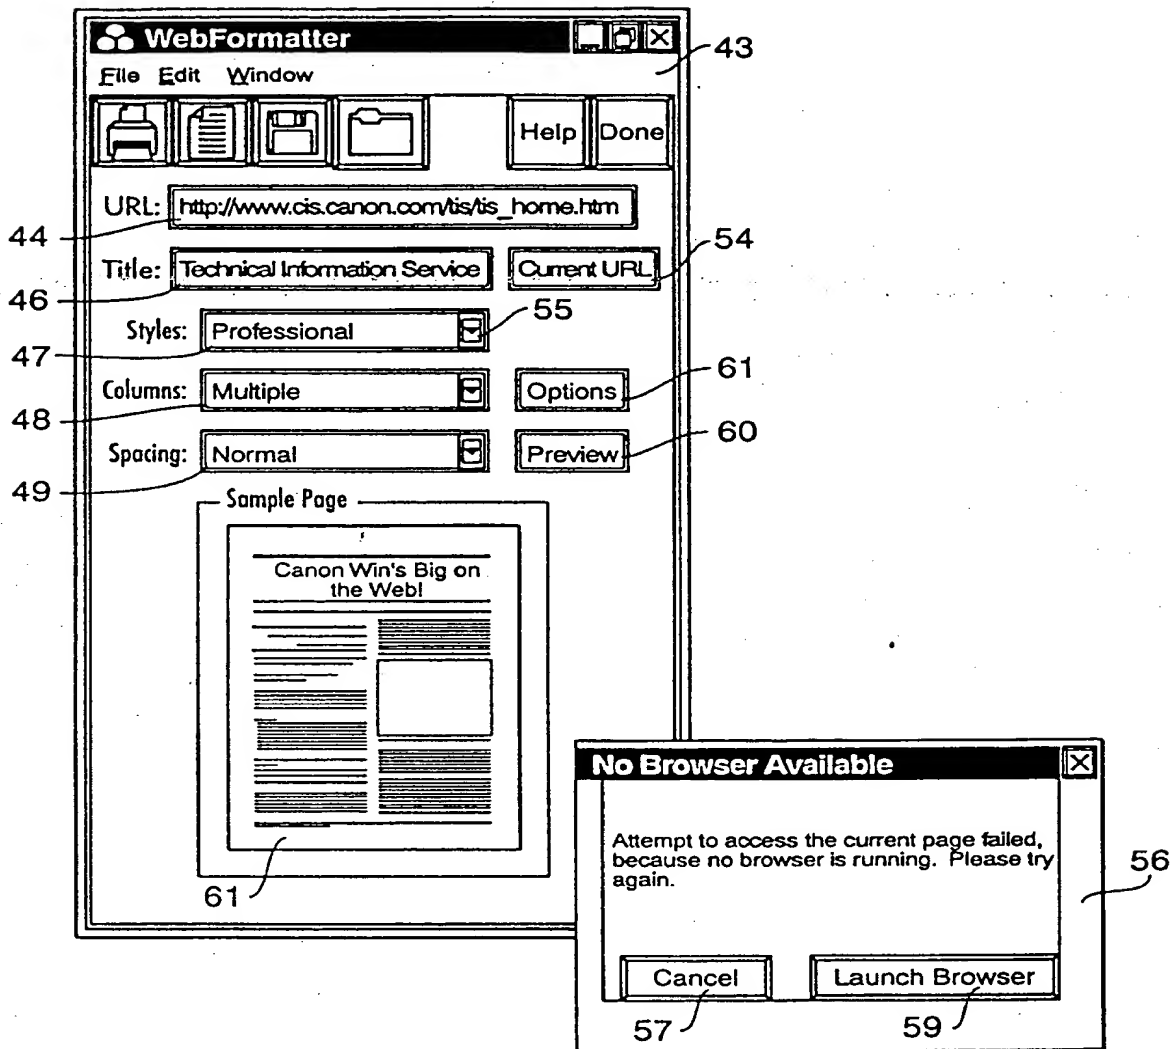 WebFormatter
43
File Edit Window
Help Done
URL: http://www.cis.canon.com/tis/tis_home.htm
44
54
Title: Technical Information Service Current URL
46
55
Styles: Professional
47
61
Columns: Multiple Options
48
60
Spacing: Normal Preview
49
Sample Page
Canon Win's Big on
the Web!
61
No Browser Available
Attempt to access the current page failed,
because no browser is running. Please try
again.
56
Cancel Launch Browser
57 59